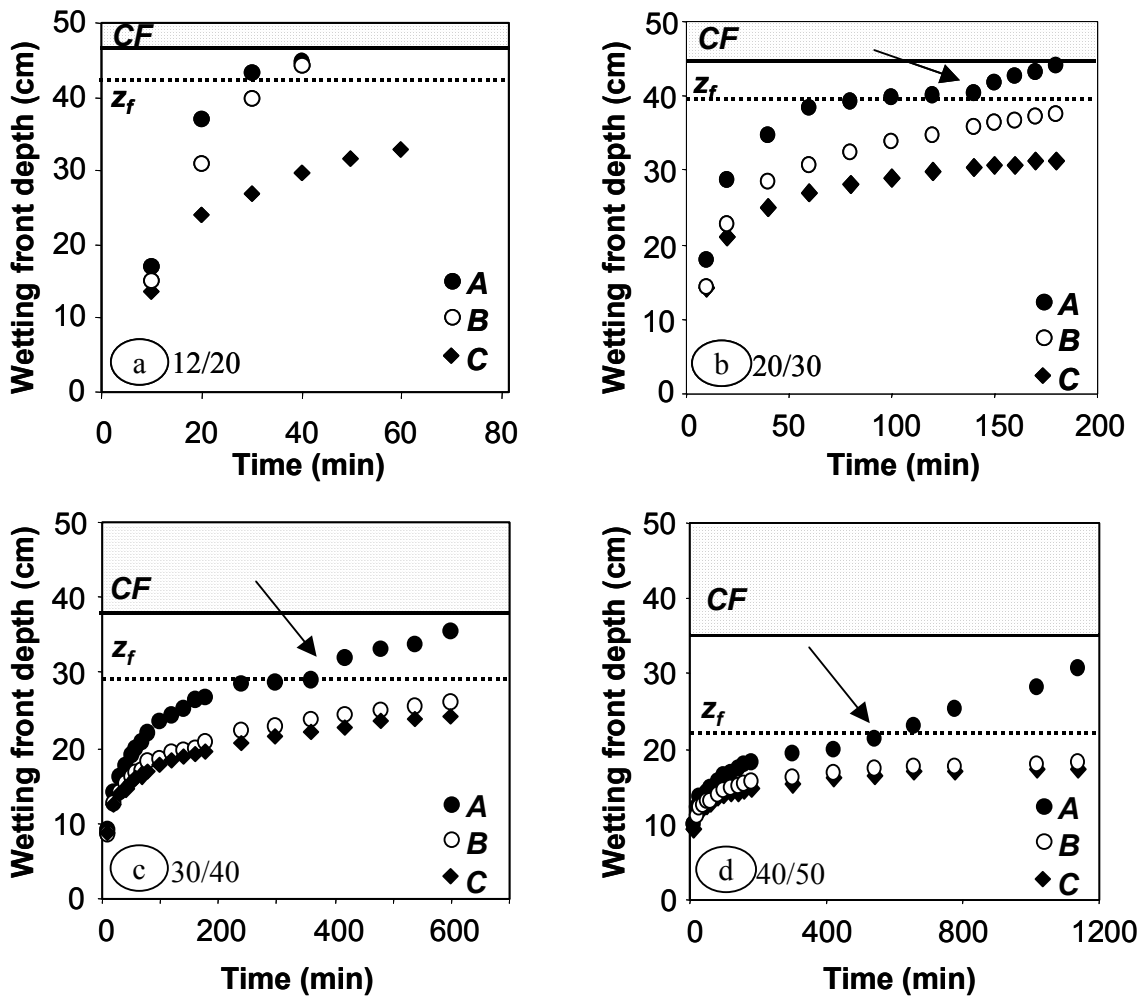 Wetting front depth (cm)
50
40
30
20
10
0
CF
z_f
A
B
C
a 12/20
0 20 40 60 80
Time (min)
Wetting front depth (cm)
50
40
30
20
10
0
CF
z_f
A
B
C
b 20/30
0 50 100 150 200
Time (min)
Wetting front depth (cm)
50
40
30
20
10
0
CF
z_f
A
B
C
c 30/40
0 200 400 600
Time (min)
Wetting front depth (cm)
50
40
30
20
10
0
CF
z_f
A
B
C
d 40/50
0 400 800 1200
Time (min)